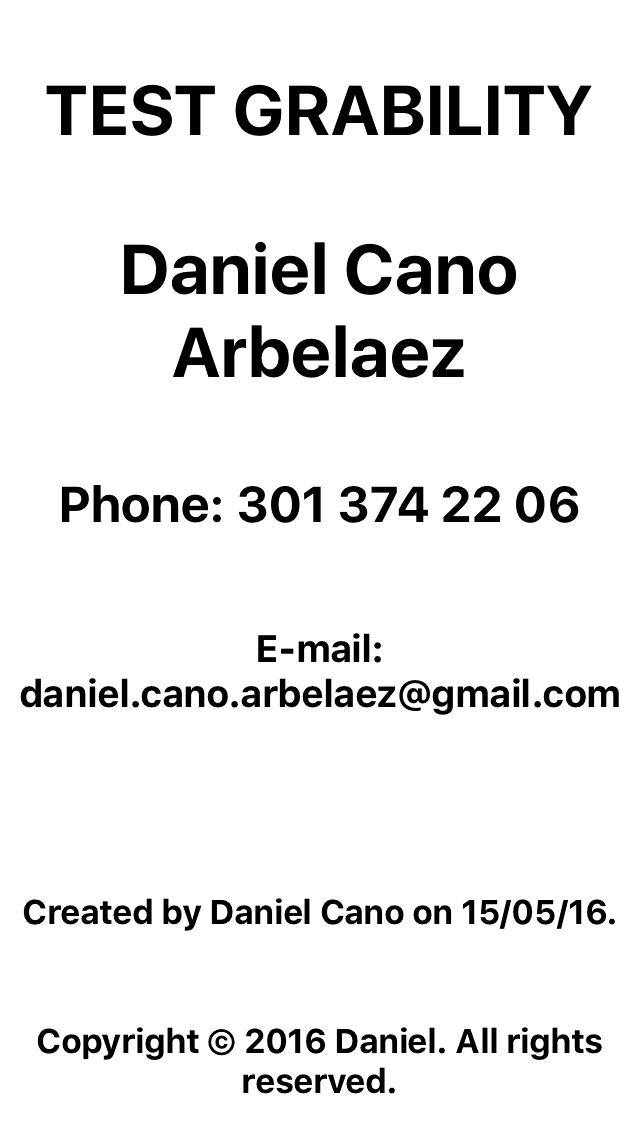 TEST GRABILITY
Daniel Cano
Arbelaez
Phone: 301 374 22 06
E-mail:
daniel.cano.arbelaez@gmail.com
Created by Daniel Cano on 15/05/16.
Copyright © 2016 Daniel. All rights
reserved.